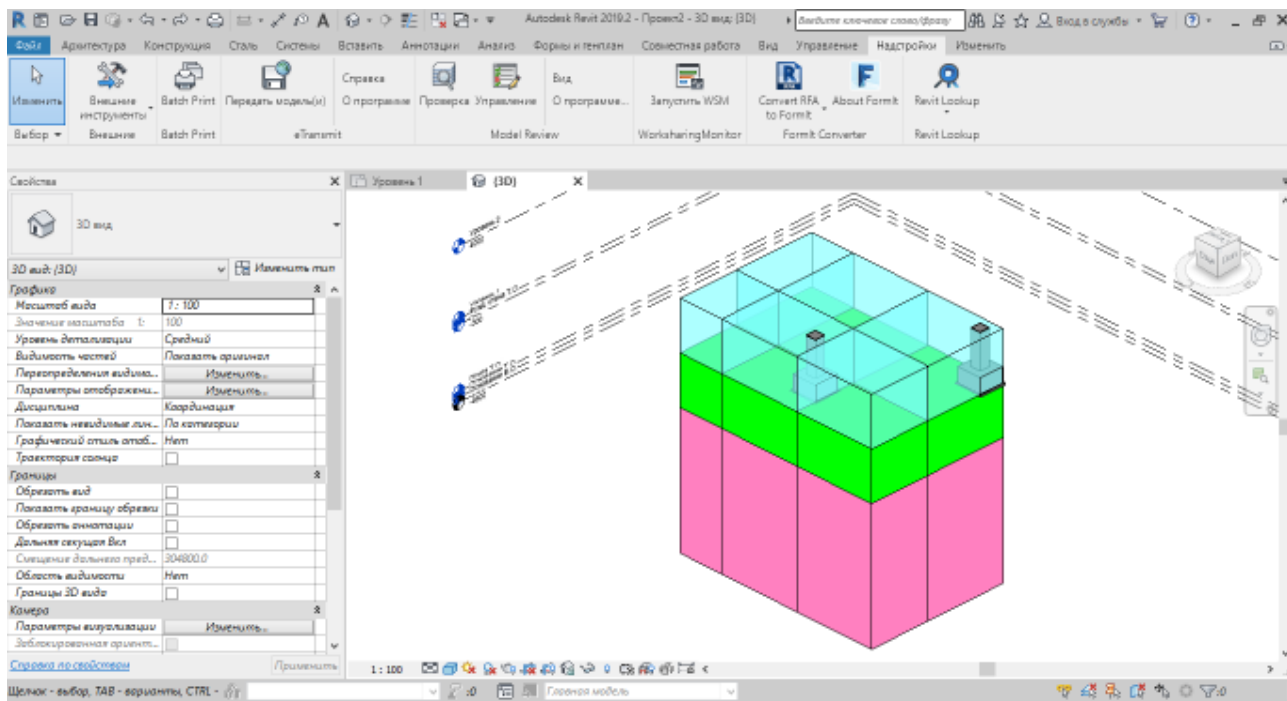 Autodesk Revit 2019.2 - Проект2 - 3D вид: {3D}
Введите ключевое слово/фразу
Вход в службы
Файл Архитектура Конструкция Сталь Системы Вставить Аннотации Анализ Формы и генплан Совместная работа Вид Управление Надстройки Изменить
Изменить
Внешние инструменты
Batch Print
Передать модель(и)
Справка
О программе
Проверка
Управление
Вид
О программе...
Запустить WSM
Convert RFA to FormIt
About FormIt
Revit Lookup
Выбор Внешние Batch Print eTransmit Model Review WorksharingMonitor FormIt Converter Revit Lookup
Свойства
Уровень 1
{3D}
3D вид
3D вид: {3D}
Изменить тип
Графика
Масштаб вида 1 : 100
Значение масштаба 1: 100
Уровень детализации Средний
Видимость частей Показать оригинал
Переопределения видимо... Изменить...
Параметры отображени... Изменить...
Дисциплина Координация
Показать невидимые лин... По категории
Графический стиль отоб... Нет
Траектория солнца
Границы
Обрезать вид
Показать границу обрезки
Обрезать аннотации
Дальняя секущая Вкл
Смещение дальнего пред... 304800.0
Область видимости Нет
Границы 3D вида
Камера
Параметры визуализации Изменить...
Заблокированная ориент...
Справка по свойствам
Применить
1 : 100
Щелчок - выбор, TAB - варианты, CTRL -
:0
Главная модель
:0